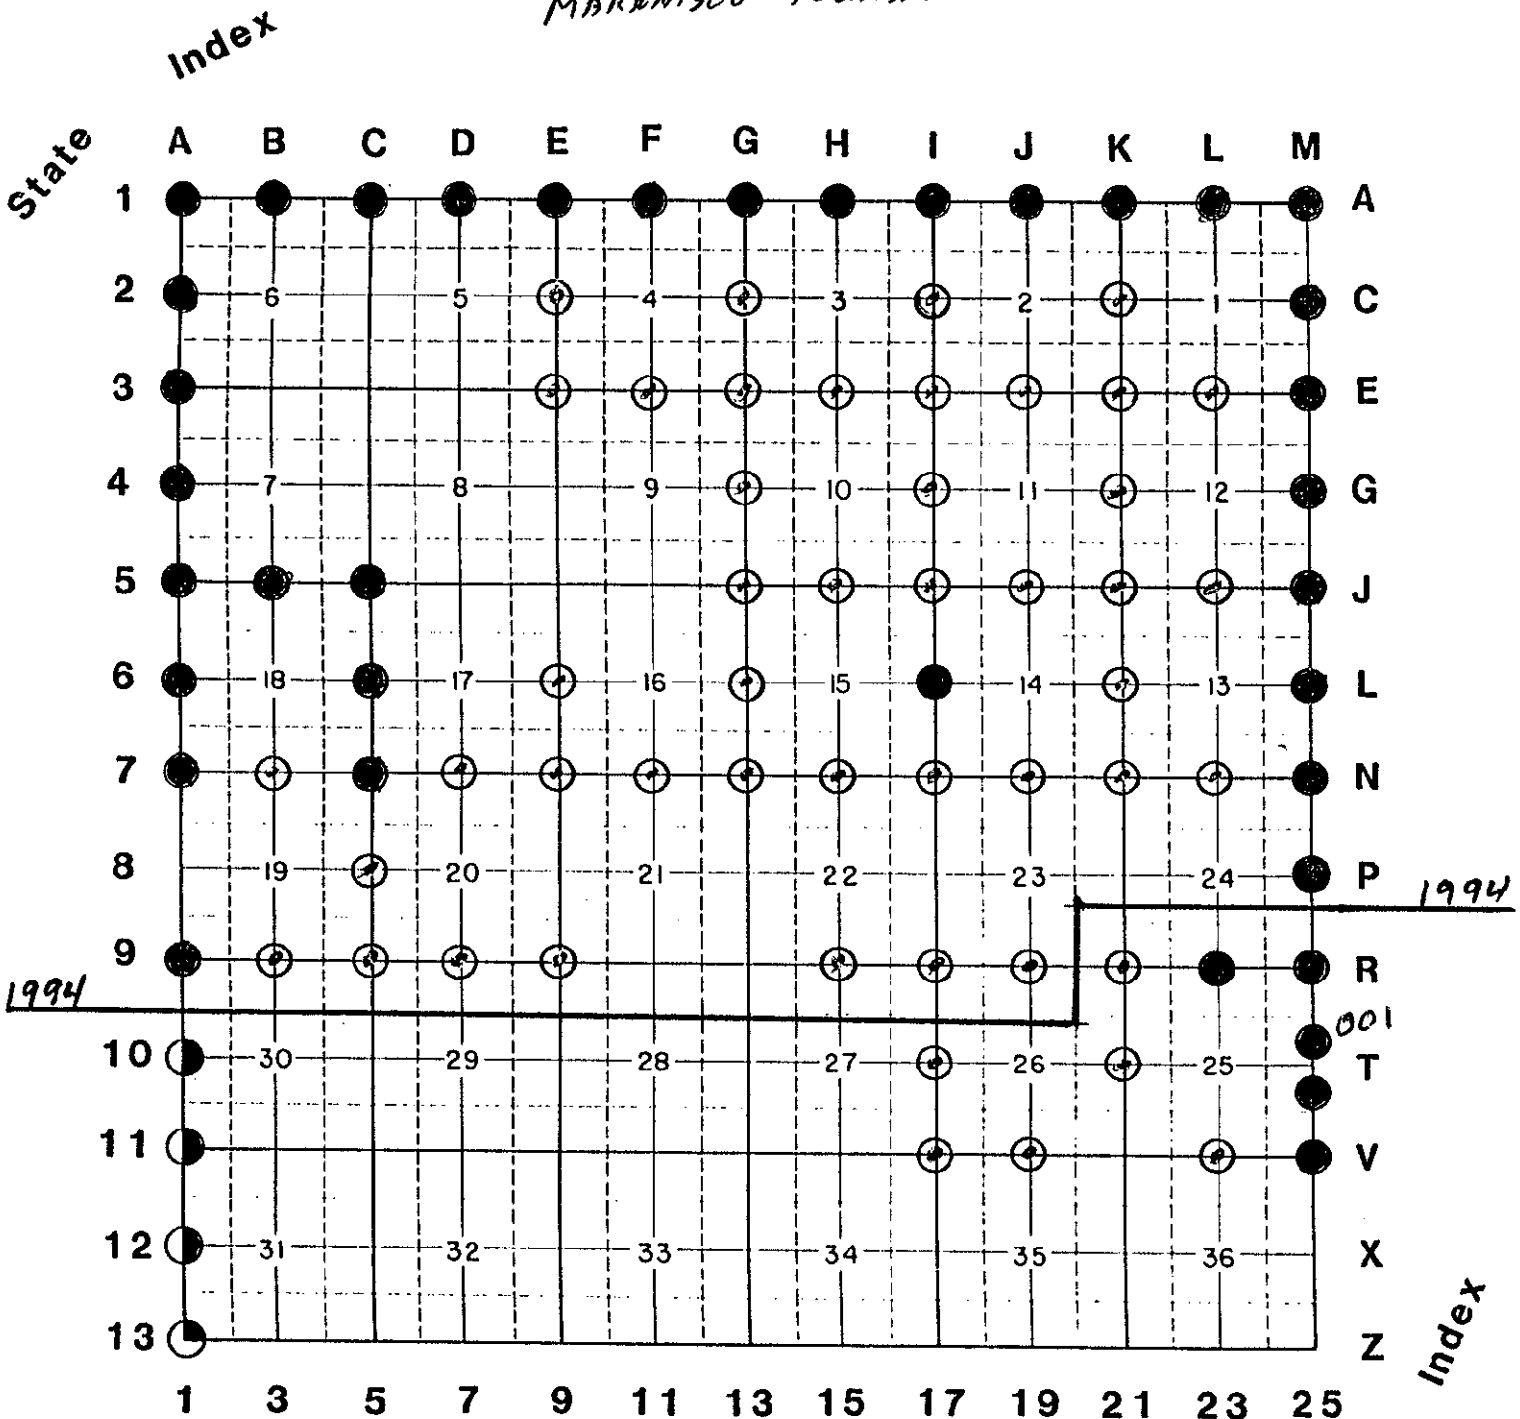 Index
State
A B C D E F G H I J K L M
1 A
2 6 5 4 3 2 1 C
3 E
4 7 8 9 10 11 12 G
5 J
6 18 17 16 15 14 13 L
7 N
8 19 20 21 22 23 24 P
1994
9 R
1994
001
10 30 29 28 27 26 25 T
11 V
12 31 32 33 34 35 36 X
13 Z
Index
1 3 5 7 9 11 13 15 17 19 21 23 25